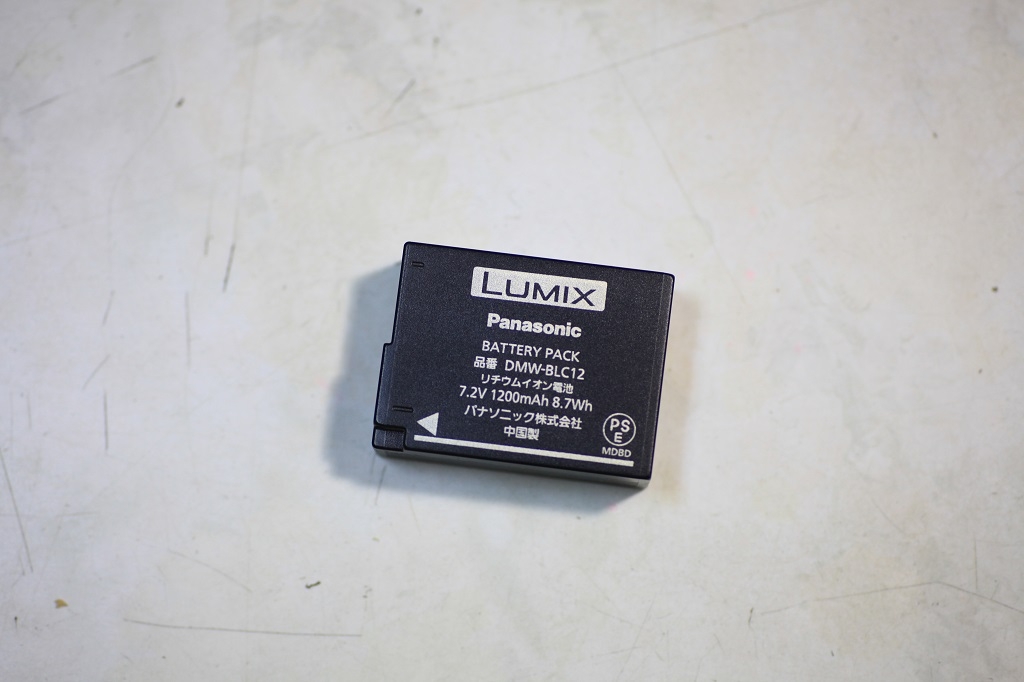 LUMIX
Panasonic
BATTERY PACK
品番 DMW-BLC12
リチウムイオン電池
7.2V 1200mAh 8.7Wh
パナソニック株式会社
中国製
PS
E
MDBD